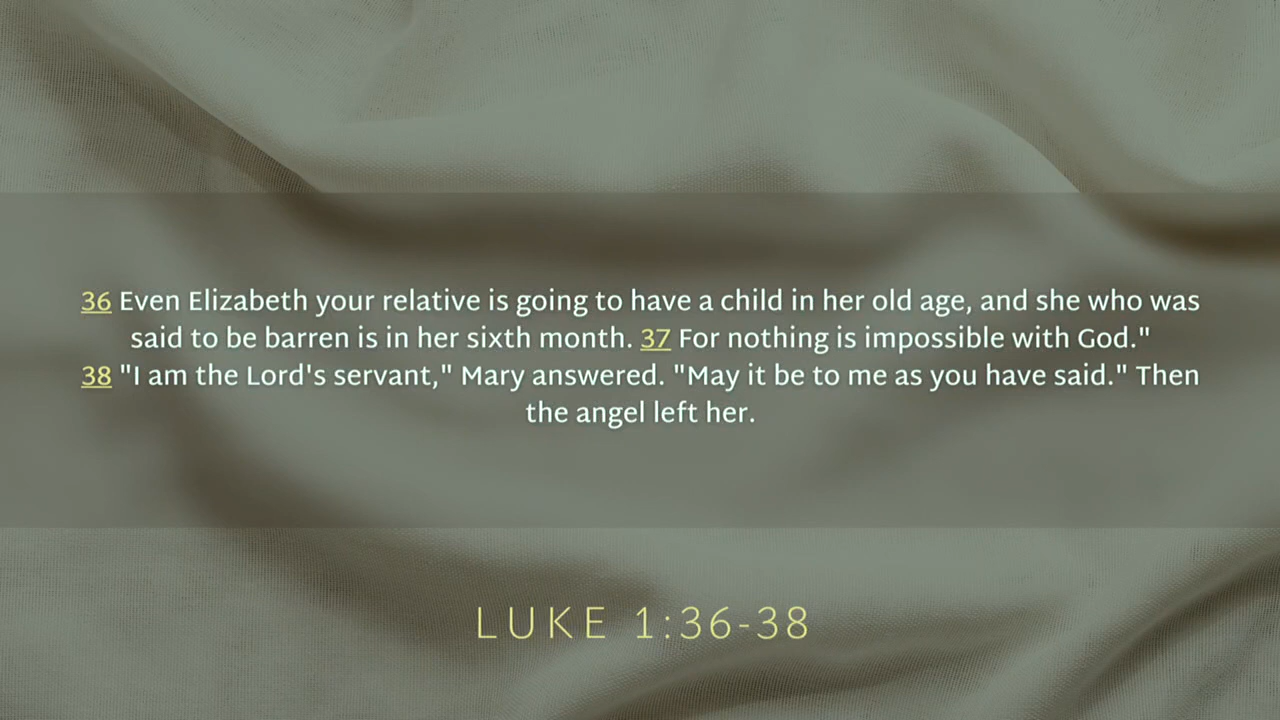 36 Even Elizabeth your relative is going to have a child in her old age, and she who was
said to be barren is in her sixth month. 37 For nothing is impossible with God."
38 "I am the Lord's servant," Mary answered. "May it be to me as you have said." Then
the angel left her.
LUKE 1:36-38